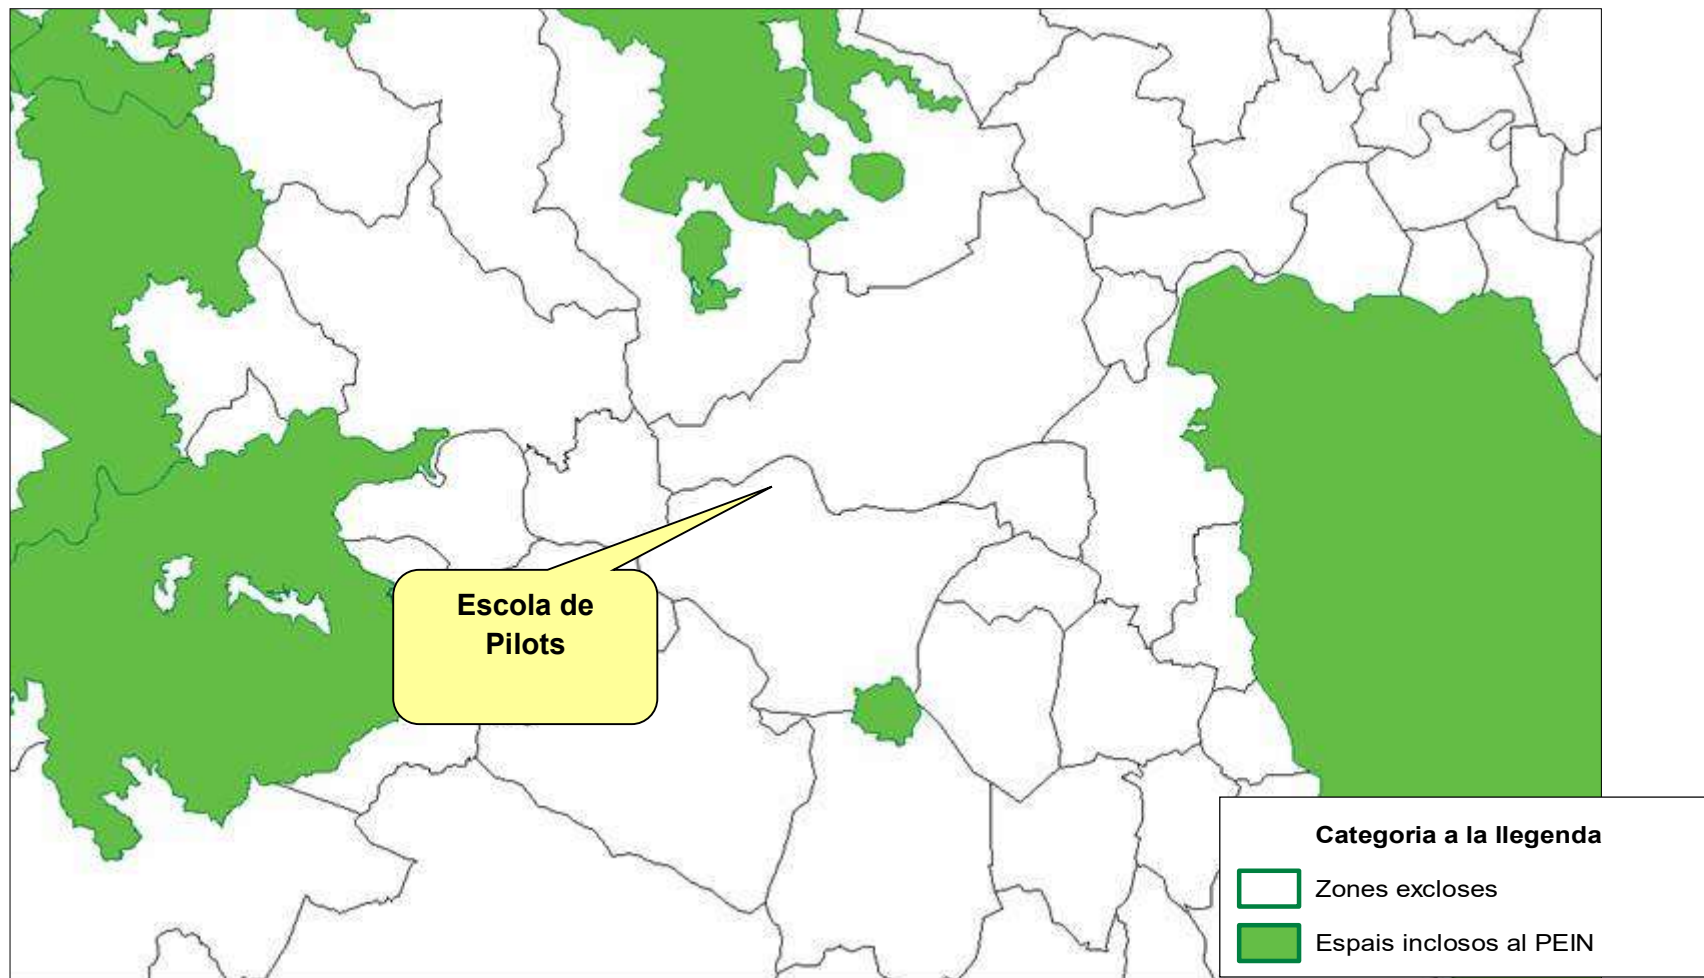 Escola de
Pilots
Categoria a la llegenda
Zones excloses
Espais inclosos al PEIN